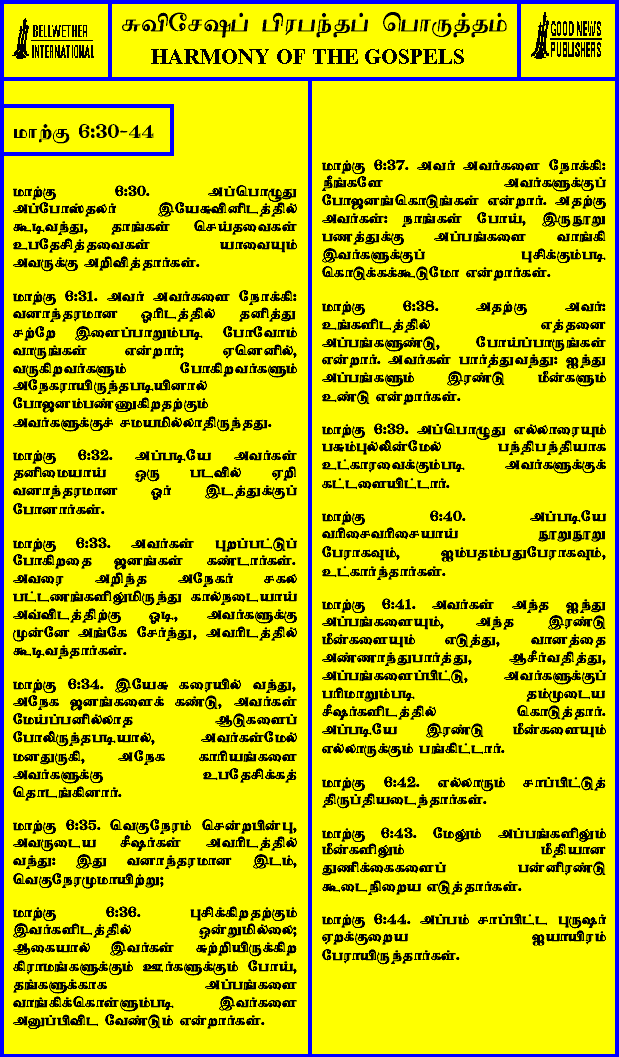 BELLWETHER
INTERNATIONAL
சுவிசேஷப் பிரபந்தப் பொருத்தம்
HARMONY OF THE GOSPELS
GOOD NEWS
PUBLISHERS
மாற்கு 6:30-44
மாற்கு 6:30. அப்பொழுது
அப்போஸ்தலர் இயேசுவினிடத்தில்
கூடிவந்து, தாங்கள் செய்தவைகள்
உபதேசித்தவைகள் யாவையும்
அவருக்கு அறிவித்தார்கள்.
மாற்கு 6:31. அவர் அவர்களை நோக்கி:
வனாந்தரமான ஓரிடத்தில் தனித்து
சற்றே இளைப்பாறும்படி போவோம்
வாருங்கள் என்றார்; ஏனெனில்,
வருகிறவர்களும் போகிறவர்களும்
அநேகராயிருந்தபடியினால்
போஜனம்பண்ணுகிறதற்கும்
அவர்களுக்குச் சமயமில்லாதிருந்தது.
மாற்கு 6:32. அப்படியே அவர்கள்
தனிமையாய் ஒரு படவில் ஏறி
வனாந்தரமான ஓர் இடத்துக்குப்
போனார்கள்.
மாற்கு 6:33. அவர்கள் புறப்பட்டுப்
போகிறதை ஜனங்கள் கண்டார்கள்.
அவரை அறிந்த அநேகர் சகல
பட்டணங்களிலுமிருந்து கால்நடையாய்
அவ்விடத்திற்கு ஓடி, அவர்களுக்கு
முன்னே அங்கே சேர்ந்து, அவரிடத்தில்
கூடிவந்தார்கள்.
மாற்கு 6:34. இயேசு கரையில் வந்து,
அநேக ஜனங்களைக் கண்டு, அவர்கள்
மேய்ப்பனில்லாத ஆடுகளைப்
போலிருந்தபடியால், அவர்கள்மேல்
மனதுருகி, அநேக காரியங்களை
அவர்களுக்கு உபதேசிக்கத்
தொடங்கினார்.
மாற்கு 6:35. வெகுநேரம் சென்றபின்பு,
அவருடைய சீஷர்கள் அவரிடத்தில்
வந்து: இது வனாந்தரமான இடம்,
வெகுநேரமுமாயிற்று;
மாற்கு 6:36. புசிக்கிறதற்கும்
இவர்களிடத்தில் ஒன்றுமில்லை;
ஆகையால் இவர்கள் சுற்றியிருக்கிற
கிராமங்களுக்கும் ஊர்களுக்கும் போய்,
தங்களுக்காக அப்பங்களை
வாங்கிக்கொள்ளும்படி இவர்களை
அனுப்பிவிட வேண்டும் என்றார்கள்.
மாற்கு 6:37. அவர் அவர்களை நோக்கி:
நீங்களே அவர்களுக்குப்
போஜனங்கொடுங்கள் என்றார். அதற்கு
அவர்கள்: நாங்கள் போய், இருநூறு
பணத்துக்கு அப்பங்களை வாங்கி
இவர்களுக்குப் புசிக்கும்படி
கொடுக்கக்கூடுமோ என்றார்கள்.
மாற்கு 6:38. அதற்கு அவர்:
உங்களிடத்தில் எத்தனை
அப்பங்களுண்டு, போய்ப்பாருங்கள்
என்றார். அவர்கள் பார்த்துவந்து: ஐந்து
அப்பங்களும் இரண்டு மீன்களும்
உண்டு என்றார்கள்.
மாற்கு 6:39. அப்பொழுது எல்லாரையும்
பசும்புல்லின்மேல் பந்திபந்தியாக
உட்காரவைக்கும்படி அவர்களுக்குக்
கட்டளையிட்டார்.
மாற்கு 6:40. அப்படியே
வரிசைவரிசையாய் நூறுநூறு
பேராகவும், ஐம்பதம்பதுபேராகவும்,
உட்கார்ந்தார்கள்.
மாற்கு 6:41. அவர்கள் அந்த ஐந்து
அப்பங்களையும், அந்த இரண்டு
மீன்களையும் எடுத்து, வானத்தை
அண்ணாந்துபார்த்து, ஆசீர்வதித்து,
அப்பங்களைப்பிட்டு, அவர்களுக்குப்
பரிமாறும்படி தம்முடைய
சீஷர்களிடத்தில் கொடுத்தார்.
அப்படியே இரண்டு மீன்களையும்
எல்லாருக்கும் பங்கிட்டார்.
மாற்கு 6:42. எல்லாரும் சாப்பிட்டுத்
திருப்தியடைந்தார்கள்.
மாற்கு 6:43. மேலும் அப்பங்களிலும்
மீன்களிலும் மீதியான
துணிக்கைகளைப் பன்னிரண்டு
கூடைநிறைய எடுத்தார்கள்.
மாற்கு 6:44. அப்பம் சாப்பிட்ட புருஷர்
ஏறக்குறைய ஐயாயிரம்
பேராயிருந்தார்கள்.